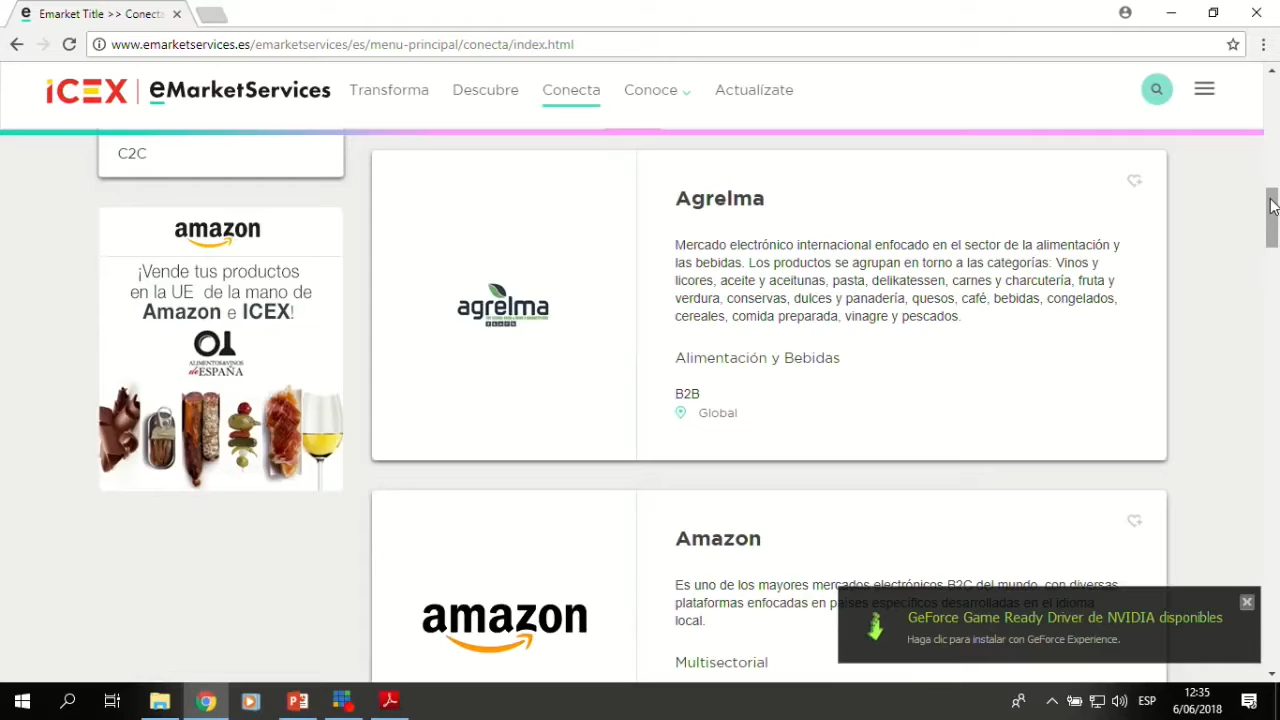 Emarket Title >> Conecta
www.emarketservices.es/emarketservices/es/menu-principal/conecta/index.html
iCEX | eMarketServices
Transforma
Descubre
Conecta
Conoce
Actualízate
C2C
amazon
¡Vende tus productos
en la UE de la mano de
Amazon e ICEX!
ALIMENTOS&VINOS
de ESPAÑA
agrelma
Agrelma
Mercado electrónico internacional enfocado en el sector de la alimentación y
las bebidas. Los productos se agrupan en torno a las categorías: Vinos y
licores, aceite y aceitunas, pasta, delikatessen, carnes y charcutería, fruta y
verdura, conservas, dulces y panadería, quesos, café, bebidas, congelados,
cereales, comida preparada, vinagre y pescados.
Alimentación y Bebidas
B2B
Global
amazon
Amazon
Es uno de los mayores mercados electrónicos B2C del mundo, con diversas
plataformas enfocadas en países específicos desarrolladas en el idioma
local.
Multisectorial
GeForce Game Ready Driver de NVIDIA disponibles
Haga clic para instalar con GeForce Experience.
ESP
12:35
6/06/2018